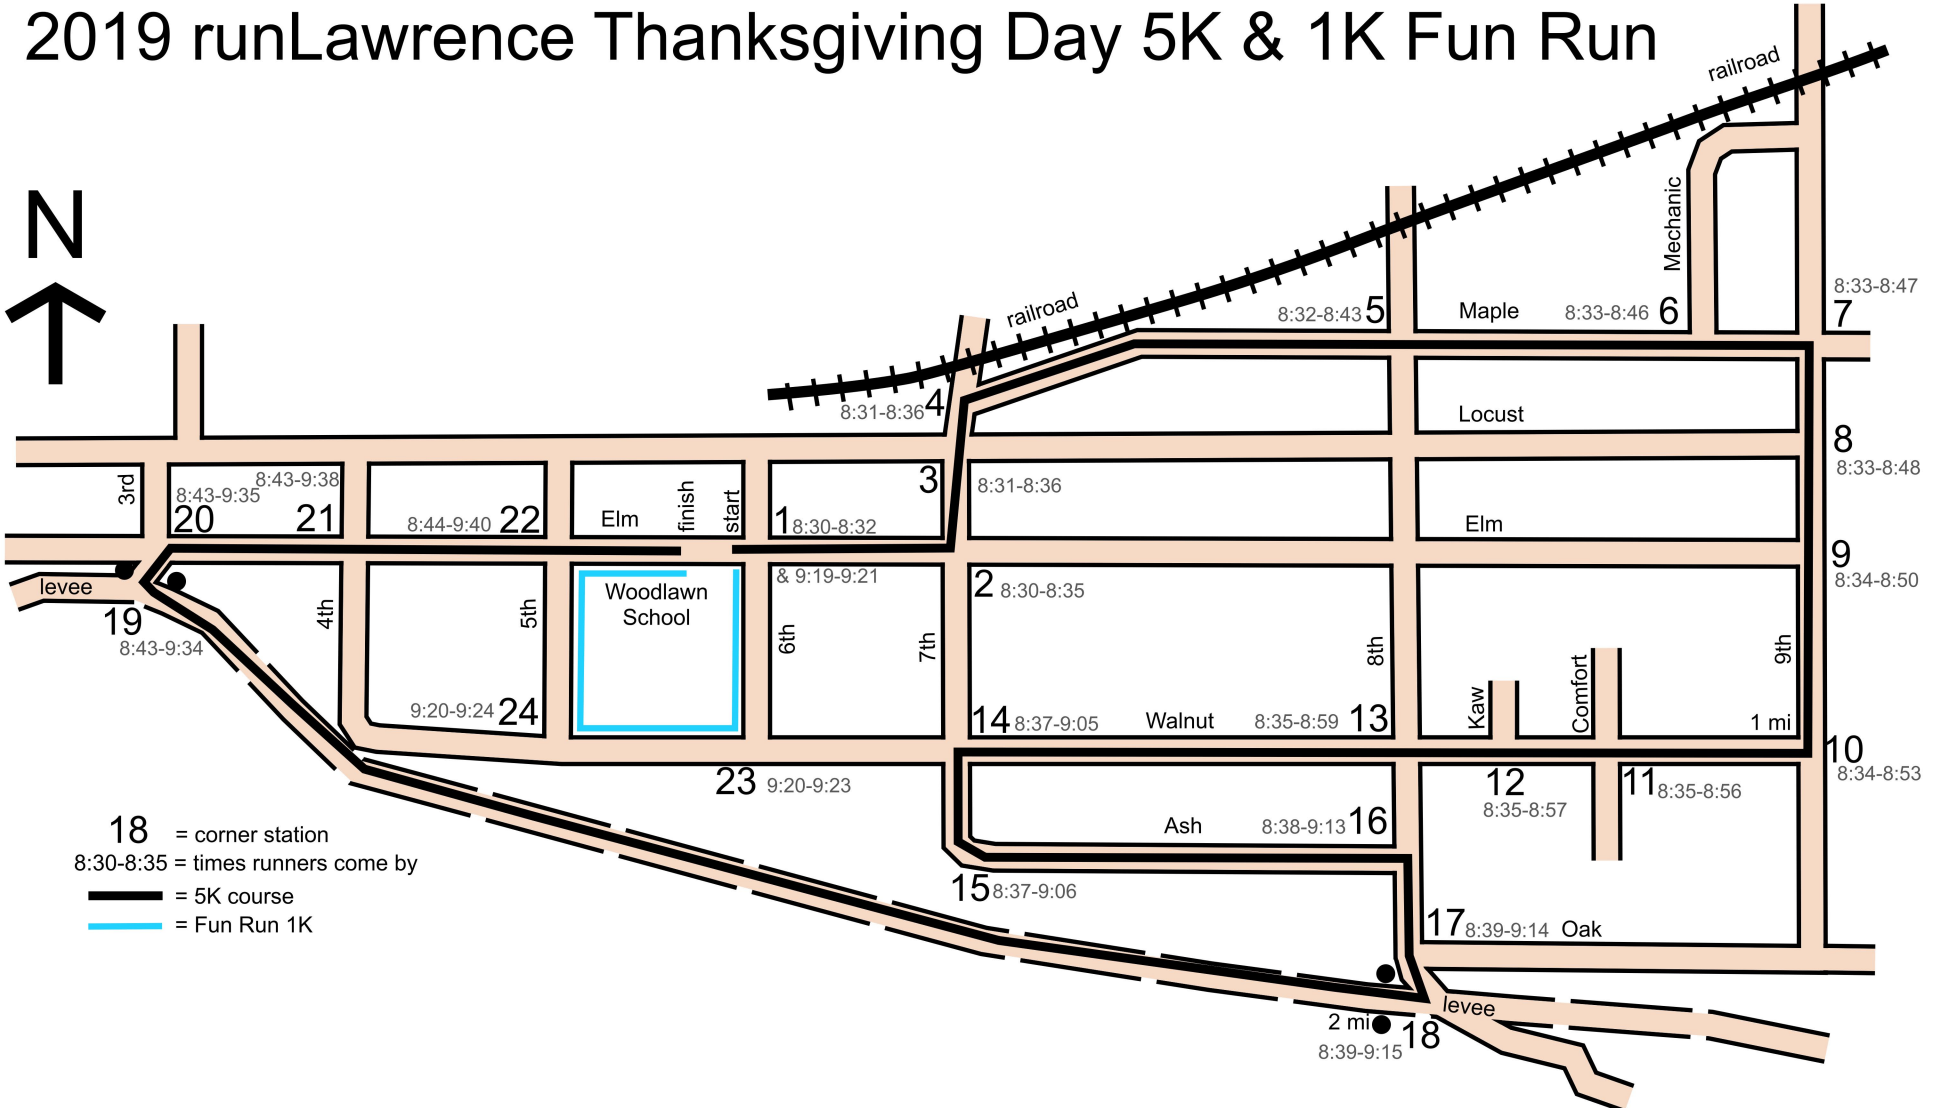 2019 runLawrence Thanksgiving Day 5K & 1K Fun Run
N
railroad
railroad
Mechanic
8:33-8:47
7
8:32-8:43 5
Maple
8:33-8:46 6
8:31-8:36 4
Locust
8
8:33-8:48
3rd
8:43-9:35
20
8:43-9:38
21
8:44-9:40 22
Elm
finish
start
1 8:30-8:32
& 9:19-9:21
3
8:31-8:36
Elm
9
8:34-8:50
levee
19
8:43-9:34
4th
5th
Woodlawn
School
6th
7th
2 8:30-8:35
8th
Kaw
Comfort
9th
9:20-9:24 24
14 8:37-9:05
Walnut
8:35-8:59 13
1 mi
10
8:34-8:53
23 9:20-9:23
12
8:35-8:57
11 8:35-8:56
Ash
8:38-9:13 16
15 8:37-9:06
17 8:39-9:14 Oak
levee
2 mi
18
8:39-9:15
18 = corner station
8:30-8:35 = times runners come by
= 5K course
= Fun Run 1K